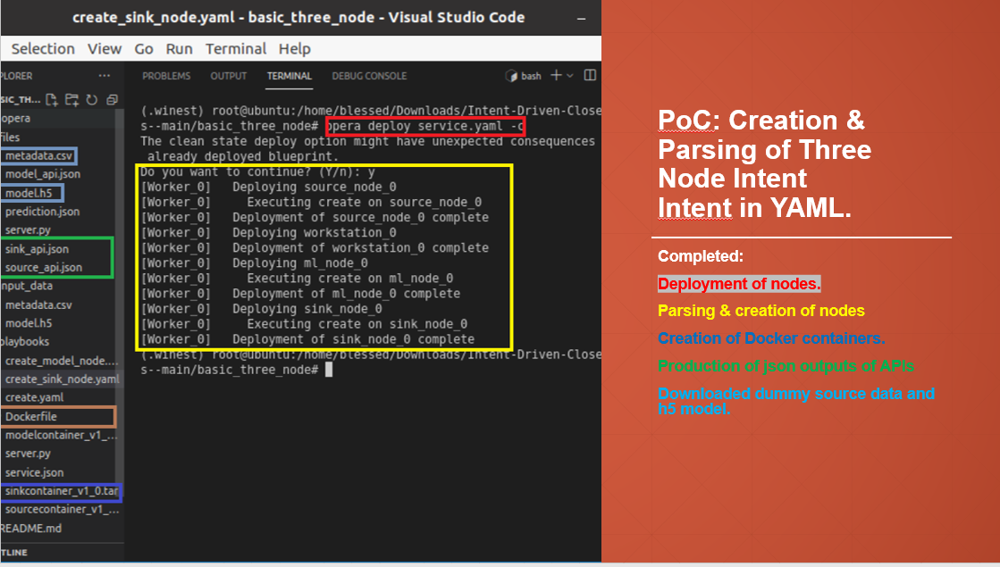 create_sink_node.yaml - basic_three_node - Visual Studio Code
Selection View Go Run Terminal Help
PLORER ···
SIC_TH...
opera
files
metadata.csv
model_api.json
model.h5
prediction.json
server.py
sink_api.json
source_api.json
nput_data
metadata.csv
model.h5
playbooks
create_model_node....
create_sink_node.yaml
create.yaml
Dockerfile
modelcontainer_v1_...
server.py
service.json
sinkcontainer_v1_0.tar
sourcecontainer_v1_...
README.md
TLINE
PROBLEMS OUTPUT TERMINAL DEBUG CONSOLE
bash
(.winest) root@ubuntu:/home/blessed/Downloads/Intent-Driven-Close
s--main/basic_three_node# opera deploy service.yaml -c
The clean state deploy option might have unexpected consequences
already deployed blueprint.
Do you want to continue? (Y/n): y
[Worker_0] Deploying source_node_0
[Worker_0] Executing create on source_node_0
[Worker_0] Deployment of source_node_0 complete
[Worker_0] Deploying workstation_0
[Worker_0] Deployment of workstation_0 complete
[Worker_0] Deploying ml_node_0
[Worker_0] Executing create on ml_node_0
[Worker_0] Deployment of ml_node_0 complete
[Worker_0] Deploying sink_node_0
[Worker_0] Executing create on sink_node_0
[Worker_0] Deployment of sink_node_0 complete
(.winest) root@ubuntu:/home/blessed/Downloads/Intent-Driven-Close
s--main/basic_three_node#
PoC: Creation &
Parsing of Three
Node Intent
Intent in YAML.
Completed:
Deployment of nodes.
Parsing & creation of nodes
Creation of Docker containers.
Production of json outputs of APIs
Downloaded dummy source data and
h5 model.